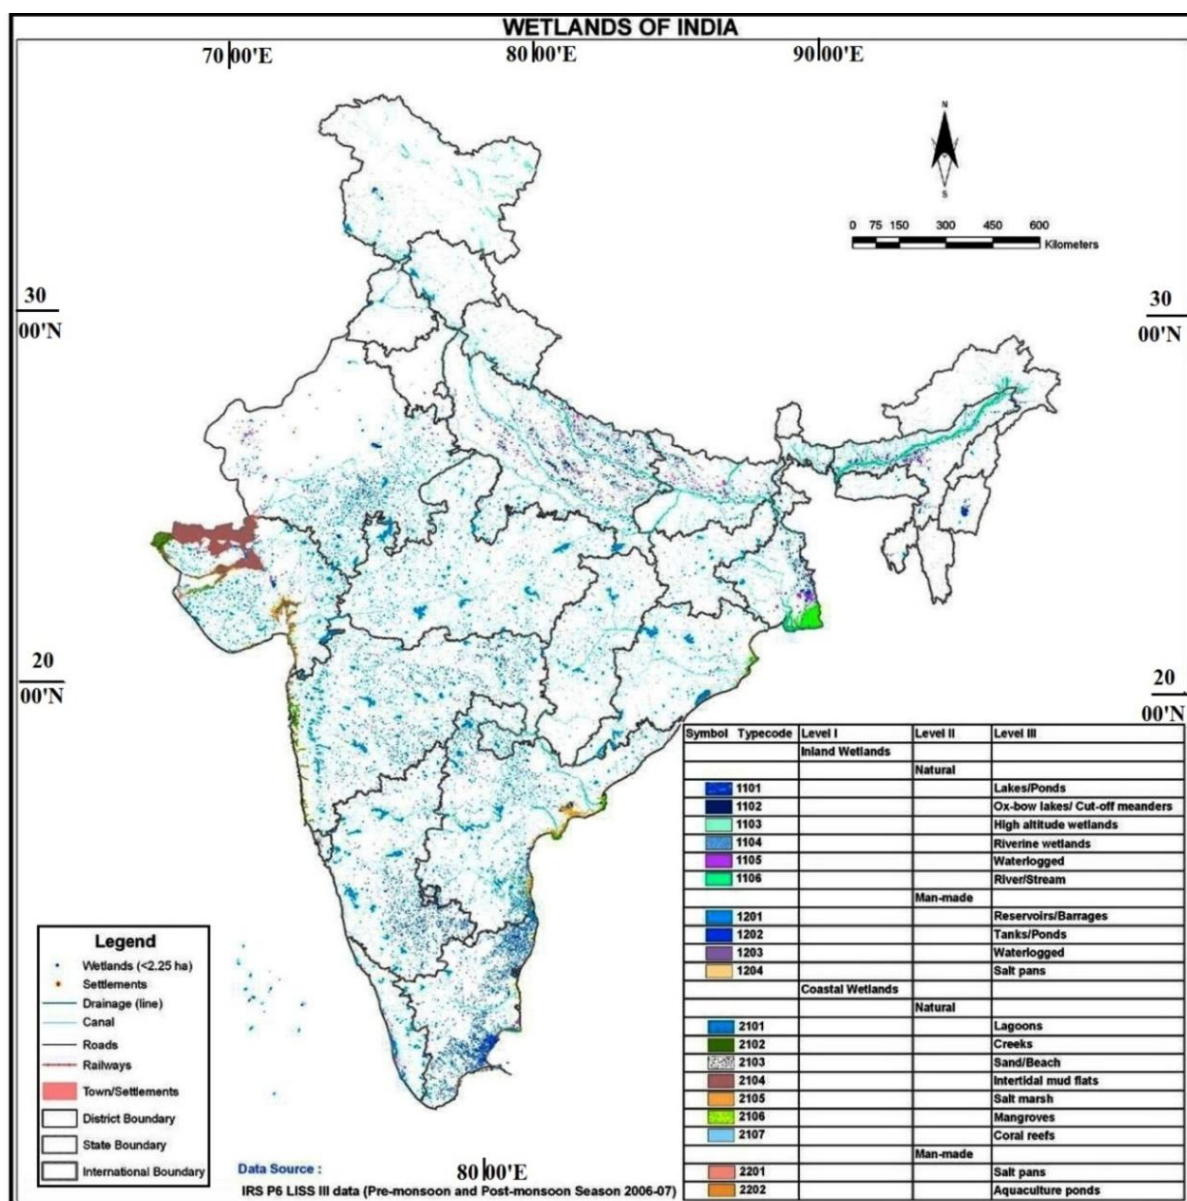 WETLANDS OF INDIA
70 00'E 80 00'E 90 00'E
N
S
0 75 150 300 450 600
Kilometers
30
00'N
30
00'N
20
00'N
20
00'N
Symbol Typecode Level I Level II Level III
Inland Wetlands
Natural
1101 Lakes/Ponds
1102 Ox-bow lakes/ Cut-off meanders
1103 High altitude wetlands
1104 Riverine wetlands
1105 Waterlogged
1106 River/Stream
Man-made
1201 Reservoirs/Barrages
1202 Tanks/Ponds
1203 Waterlogged
1204 Salt pans
Coastal Wetlands
Natural
2101 Lagoons
2102 Creeks
2103 Sand/Beach
2104 Intertidal mud flats
2105 Salt marsh
2106 Mangroves
2107 Coral reefs
Man-made
2201 Salt pans
2202 Aquaculture ponds
Legend
Wetlands (<2.25 ha)
Settlements
Drainage (line)
Canal
Roads
Railways
Town/Settlements
District Boundary
State Boundary
International Boundary
80 00'E
Data Source :
IRS P6 LISS III data (Pre-monsoon and Post-monsoon Season 2006-07)